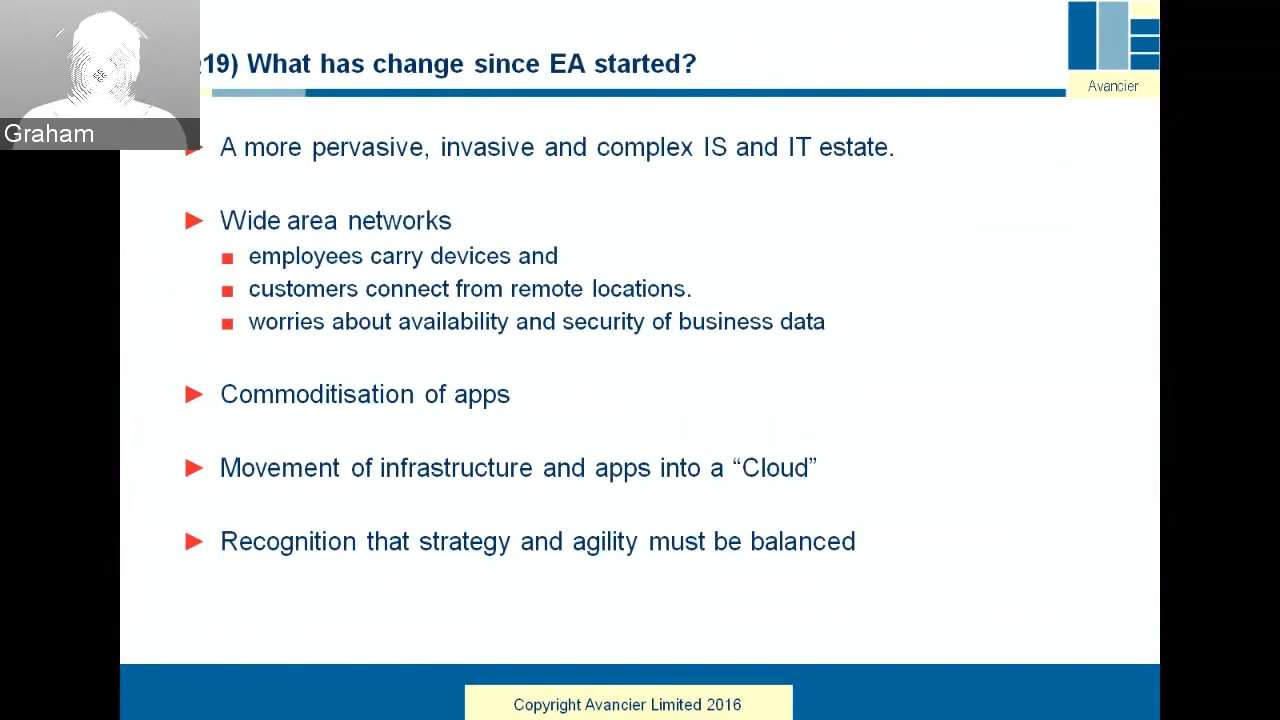 19) What has change since EA started?
Avancier
Graham
A more pervasive, invasive and complex IS and IT estate.
Wide area networks
employees carry devices and
customers connect from remote locations.
worries about availability and security of business data
Commoditisation of apps
Movement of infrastructure and apps into a “Cloud”
Recognition that strategy and agility must be balanced
Copyright Avancier Limited 2016